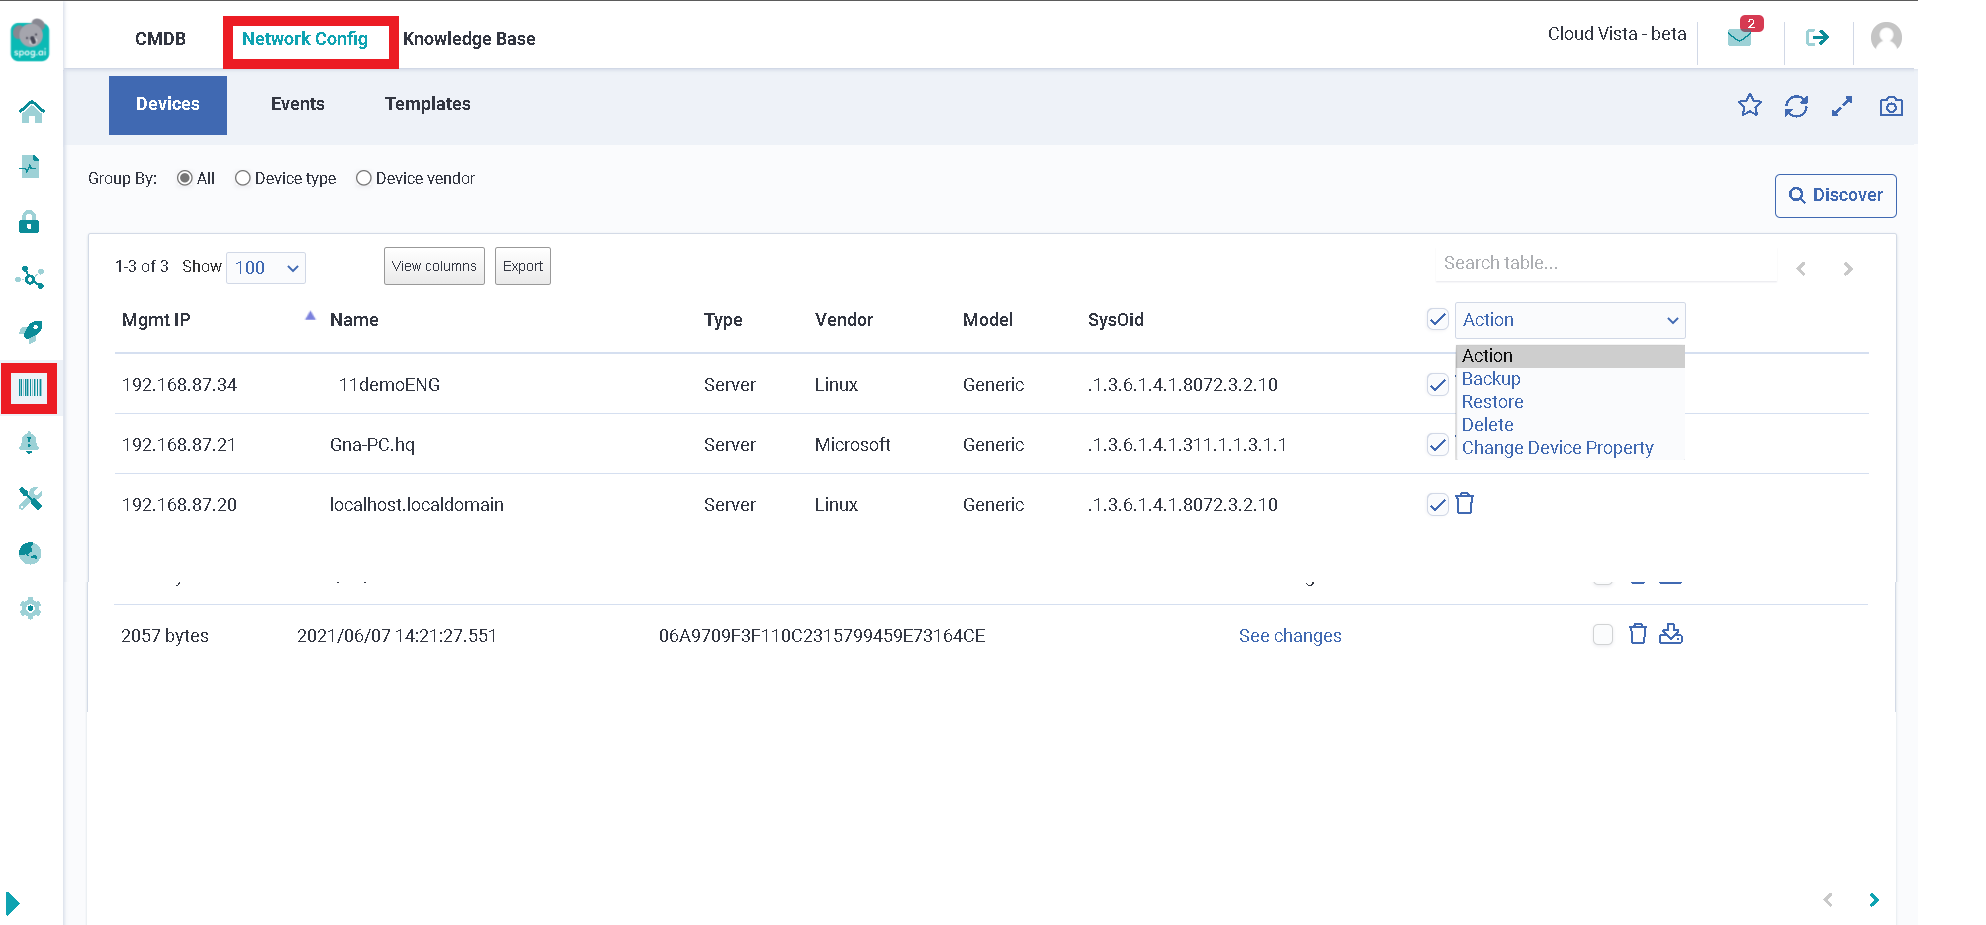 spog.ai
CMDB Network Config Knowledge Base Cloud Vista - beta 2
Devices Events Templates
Group By: All Device type Device vendor
Discover
1-3 of 3 Show 100 View columns Export Search table...
Mgmt IP Name Type Vendor Model SysOid Action
Action
192.168.87.34 11demoENG Server Linux Generic .1.3.6.1.4.1.8072.3.2.10
Backup
Restore
Delete
192.168.87.21 Gna-PC.hq Server Microsoft Generic .1.3.6.1.4.1.311.1.1.3.1.1
Change Device Property
192.168.87.20 localhost.localdomain Server Linux Generic .1.3.6.1.4.1.8072.3.2.10
2057 bytes 2021/06/07 14:21:27.551 06A9709F3F110C2315799459E73164CE See changes